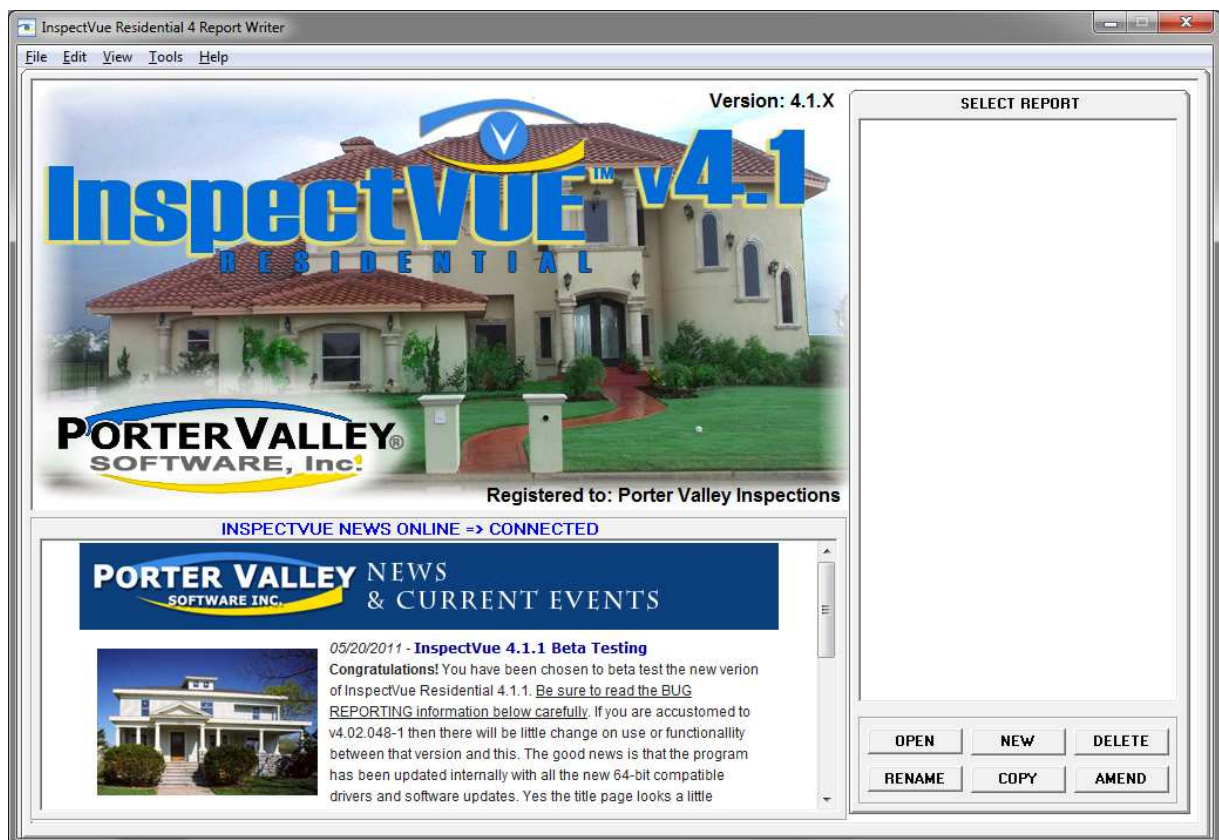 InspectVue Residential 4 Report Writer
File Edit View Tools Help
Version: 4.1.X
InspectVUE™ v4.1
RESIDENTIAL
PORTER VALLEY®
SOFTWARE, Inc.
Registered to: Porter Valley Inspections
INSPECTVUE NEWS ONLINE => CONNECTED
PORTER VALLEY
SOFTWARE INC.
NEWS
& CURRENT EVENTS
05/20/2011 - InspectVue 4.1.1 Beta Testing
Congratulations! You have been chosen to beta test the new verion
of InspectVue Residential 4.1.1. Be sure to read the BUG
REPORTING information below carefully. If you are accustomed to
v4.02.048-1 then there will be little change on use or functionallity
between that version and this. The good news is that the program
has been updated internally with all the new 64-bit compatible
drivers and software updates. Yes the title page looks a little
SELECT REPORT
OPEN NEW DELETE
RENAME COPY AMEND